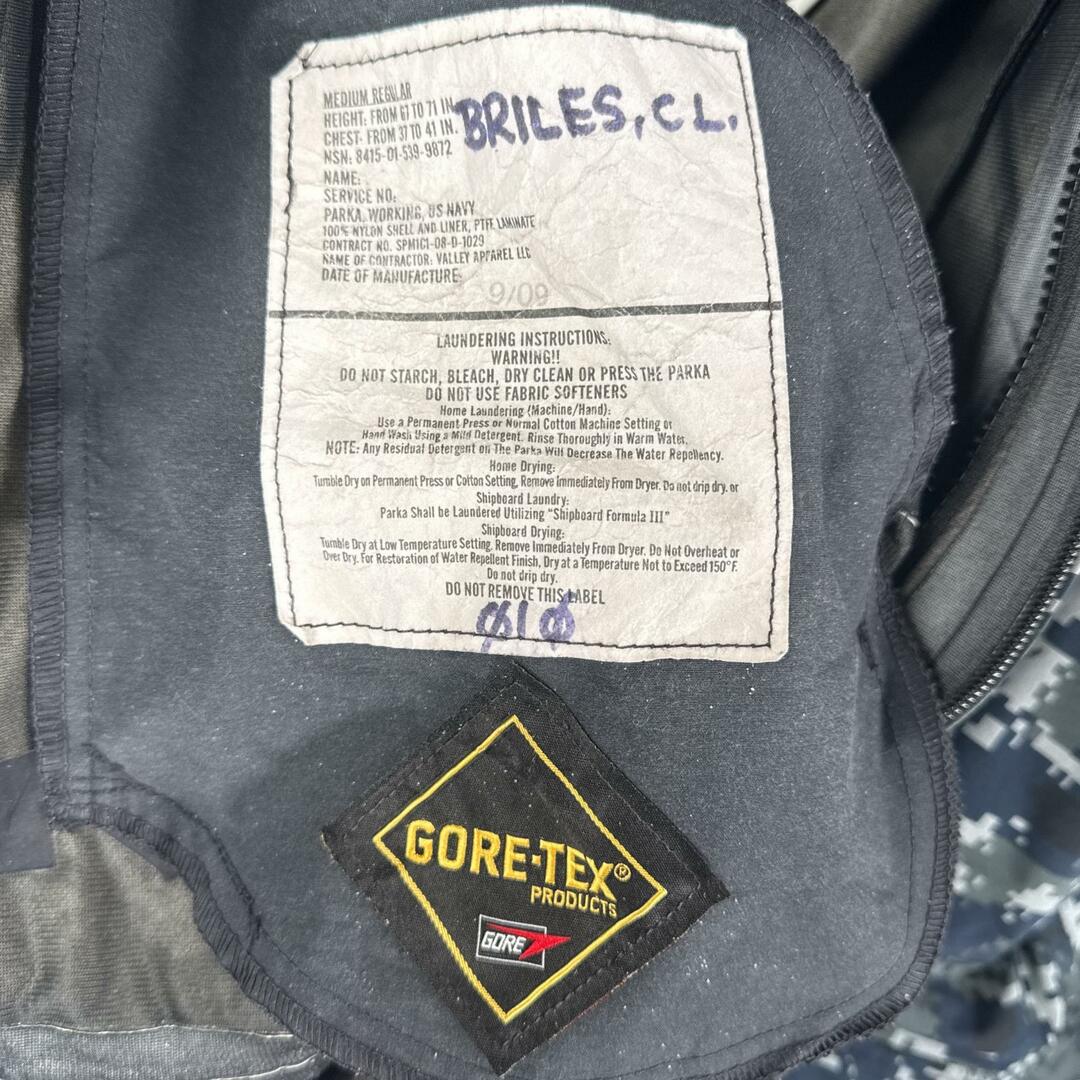 MEDIUM REGULAR
HEIGHT: FROM 67 TO 71 IN.
CHEST: FROM 37 TO 41 IN.
BRILES, C L.
NSN: 8415-01-539-9872
NAME:
SERVICE NO.
PARKA, WORKING, US NAVY
100% NYLON SHELL AND LINER, PTFE LAMINATE
CONTRACT NO. SPM1C1-08-D-1029
NAME OF CONTRACTOR: VALLEY APPAREL LLC
DATE OF MANUFACTURE:
9/09
LAUNDERING INSTRUCTIONS:
WARNING!!
DO NOT STARCH, BLEACH, DRY CLEAN OR PRESS THE PARKA
DO NOT USE FABRIC SOFTENERS
Home Laundering (Machine/Hand):
Use a Permanent Press or Normal Cotton Machine Setting or
Hand Wash Using a Mild Detergent. Rinse Thoroughly in Warm Water.
NOTE: Any Residual Detergent on The Parka Will Decrease The Water Repellency.
Home Drying:
Tumble Dry on Permanent Press or Cotton Setting, Remove Immediately From Dryer. Do not drip dry. or
Shipboard Laundry:
Parka Shall be Laundered Utilizing "Shipboard Formula III"
Shipboard Drying:
Tumble Dry at Low Temperature Setting. Remove Immediately From Dryer. Do Not Overheat or
Over Dry. For Restoration of Water Repellent Finish, Dry at a Temperature Not to Exceed 150°F.
Do not drip dry.
DO NOT REMOVE THIS LABEL
Ø1Ø
GORE-TEX®
PRODUCTS
GORE